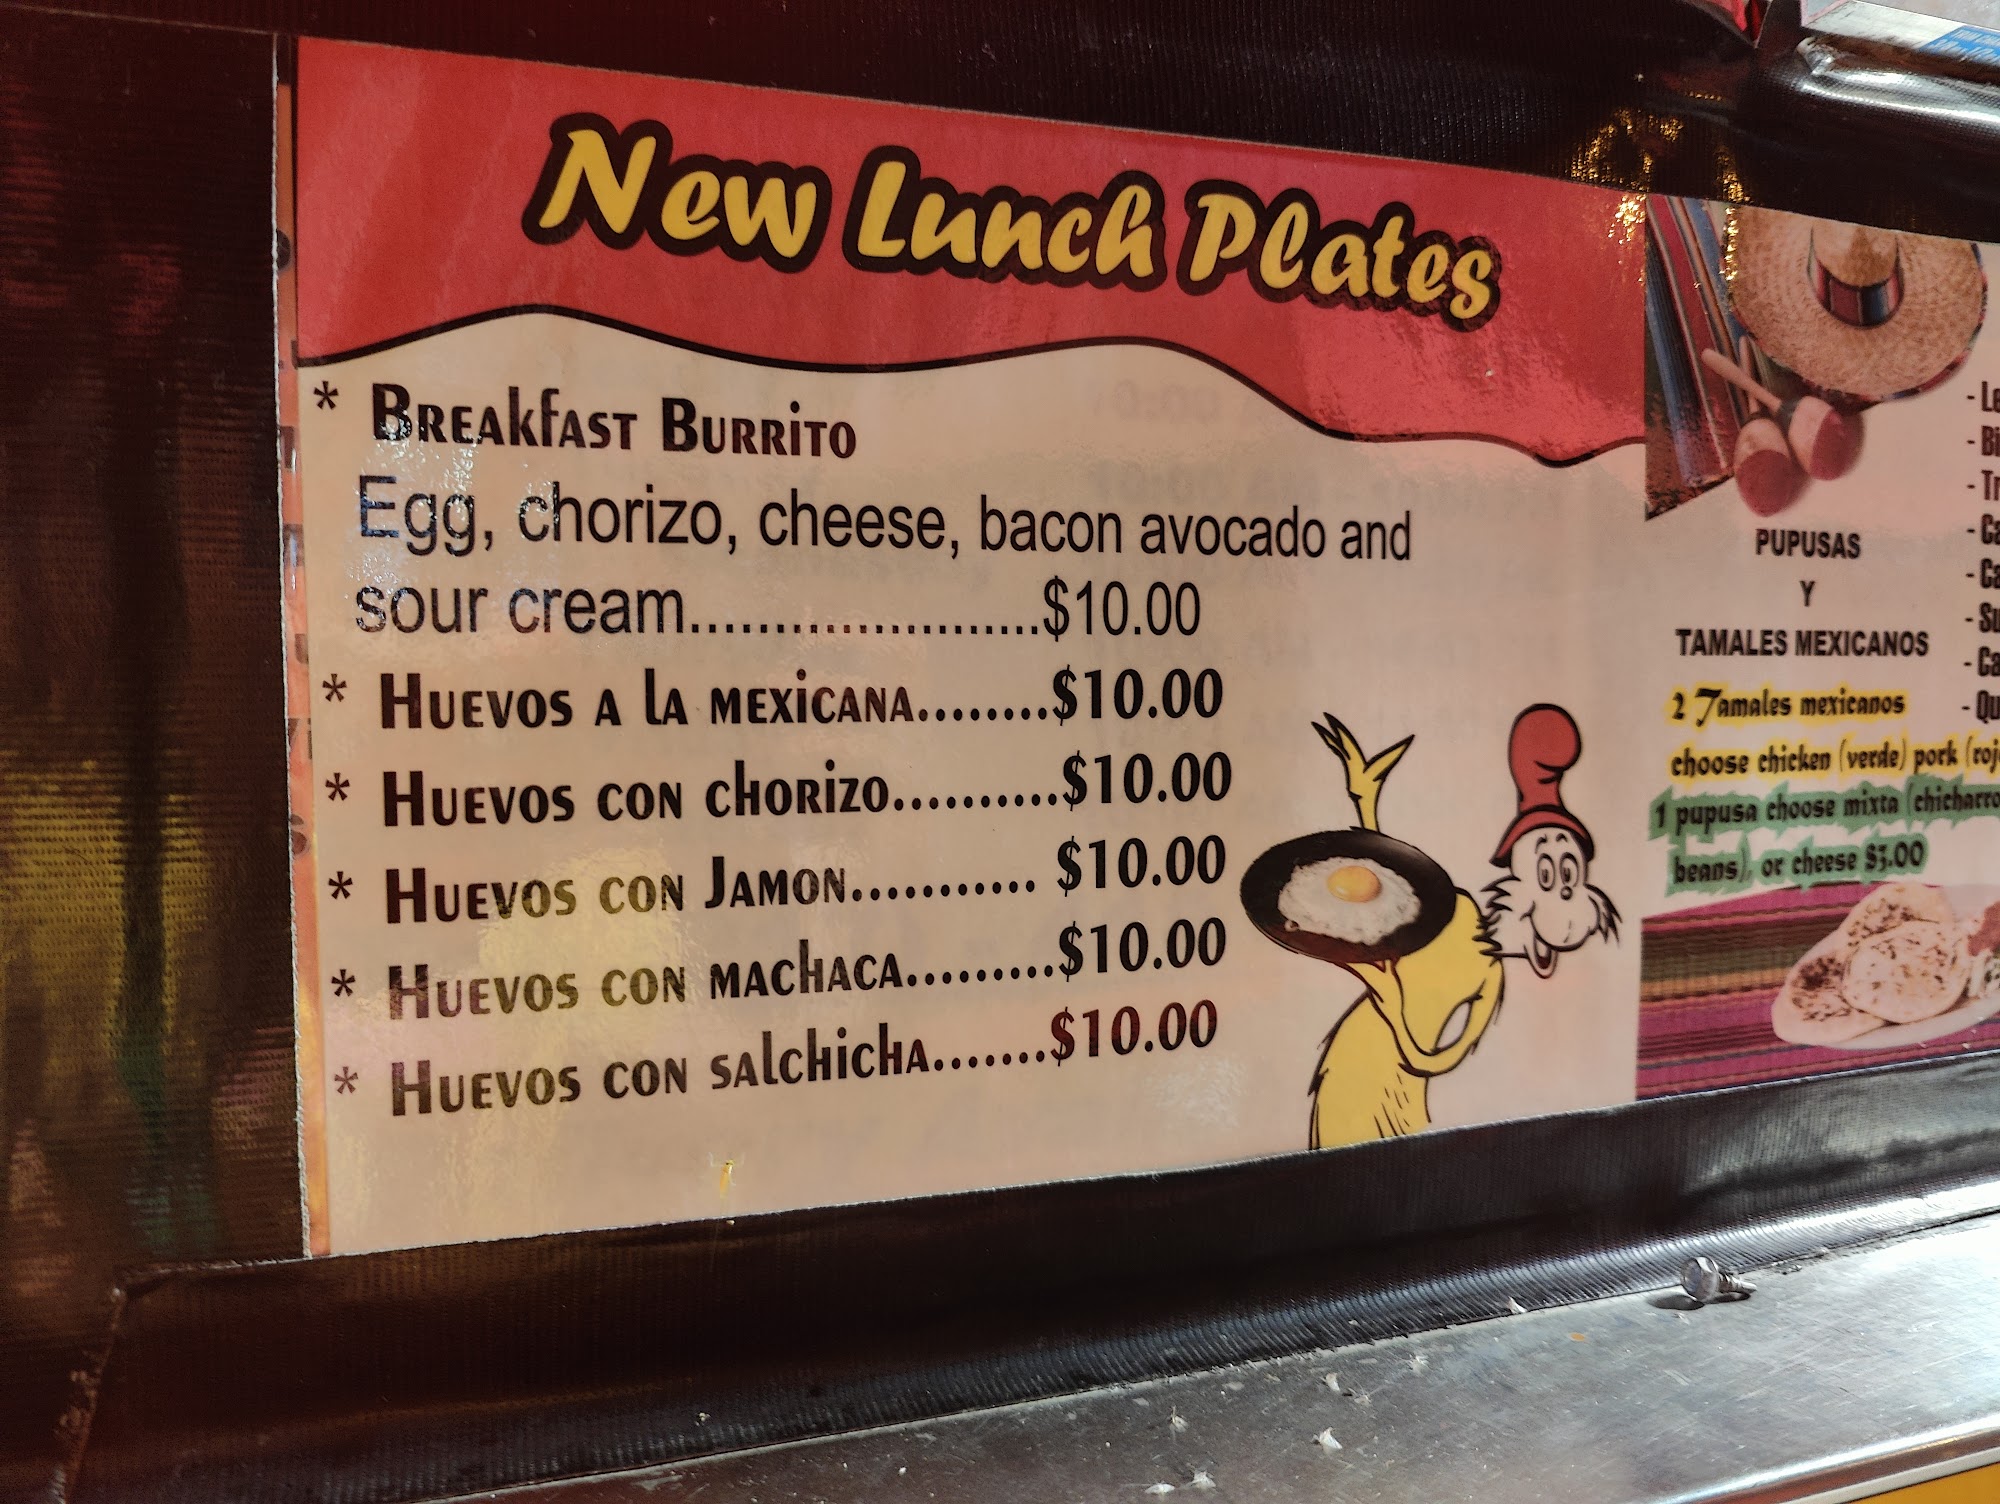 New Lunch Plates
* Breakfast Burrito
Egg, chorizo, cheese, bacon avocado and
sour cream......................$10.00
* Huevos a la mexicana........$10.00
* Huevos con chorizo..........$10.00
* Huevos con Jamon........... $10.00
* Huevos con machaca.........$10.00
* Huevos con salchicha.......$10.00
PUPUSAS
Y
TAMALES MEXICANOS
2 Tamales mexicanos
choose chicken (verde) pork
1 pupusa choose mixta
beans), or cheese $3.00